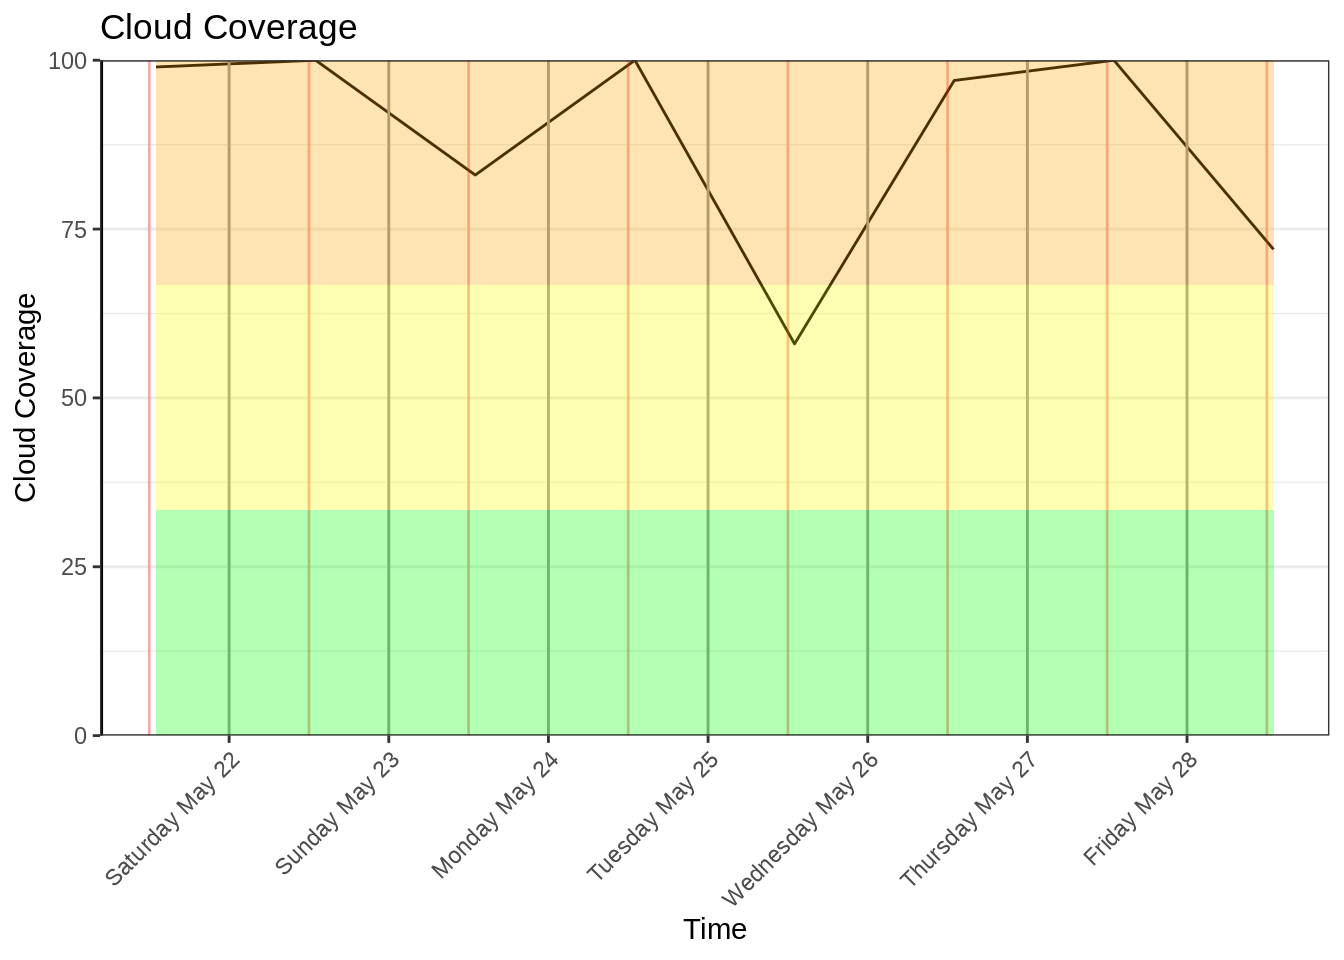 Cloud Coverage
100
75
50
25
0
Cloud Coverage
Saturday May 22
Sunday May 23
Monday May 24
Tuesday May 25
Wednesday May 26
Thursday May 27
Friday May 28
Time